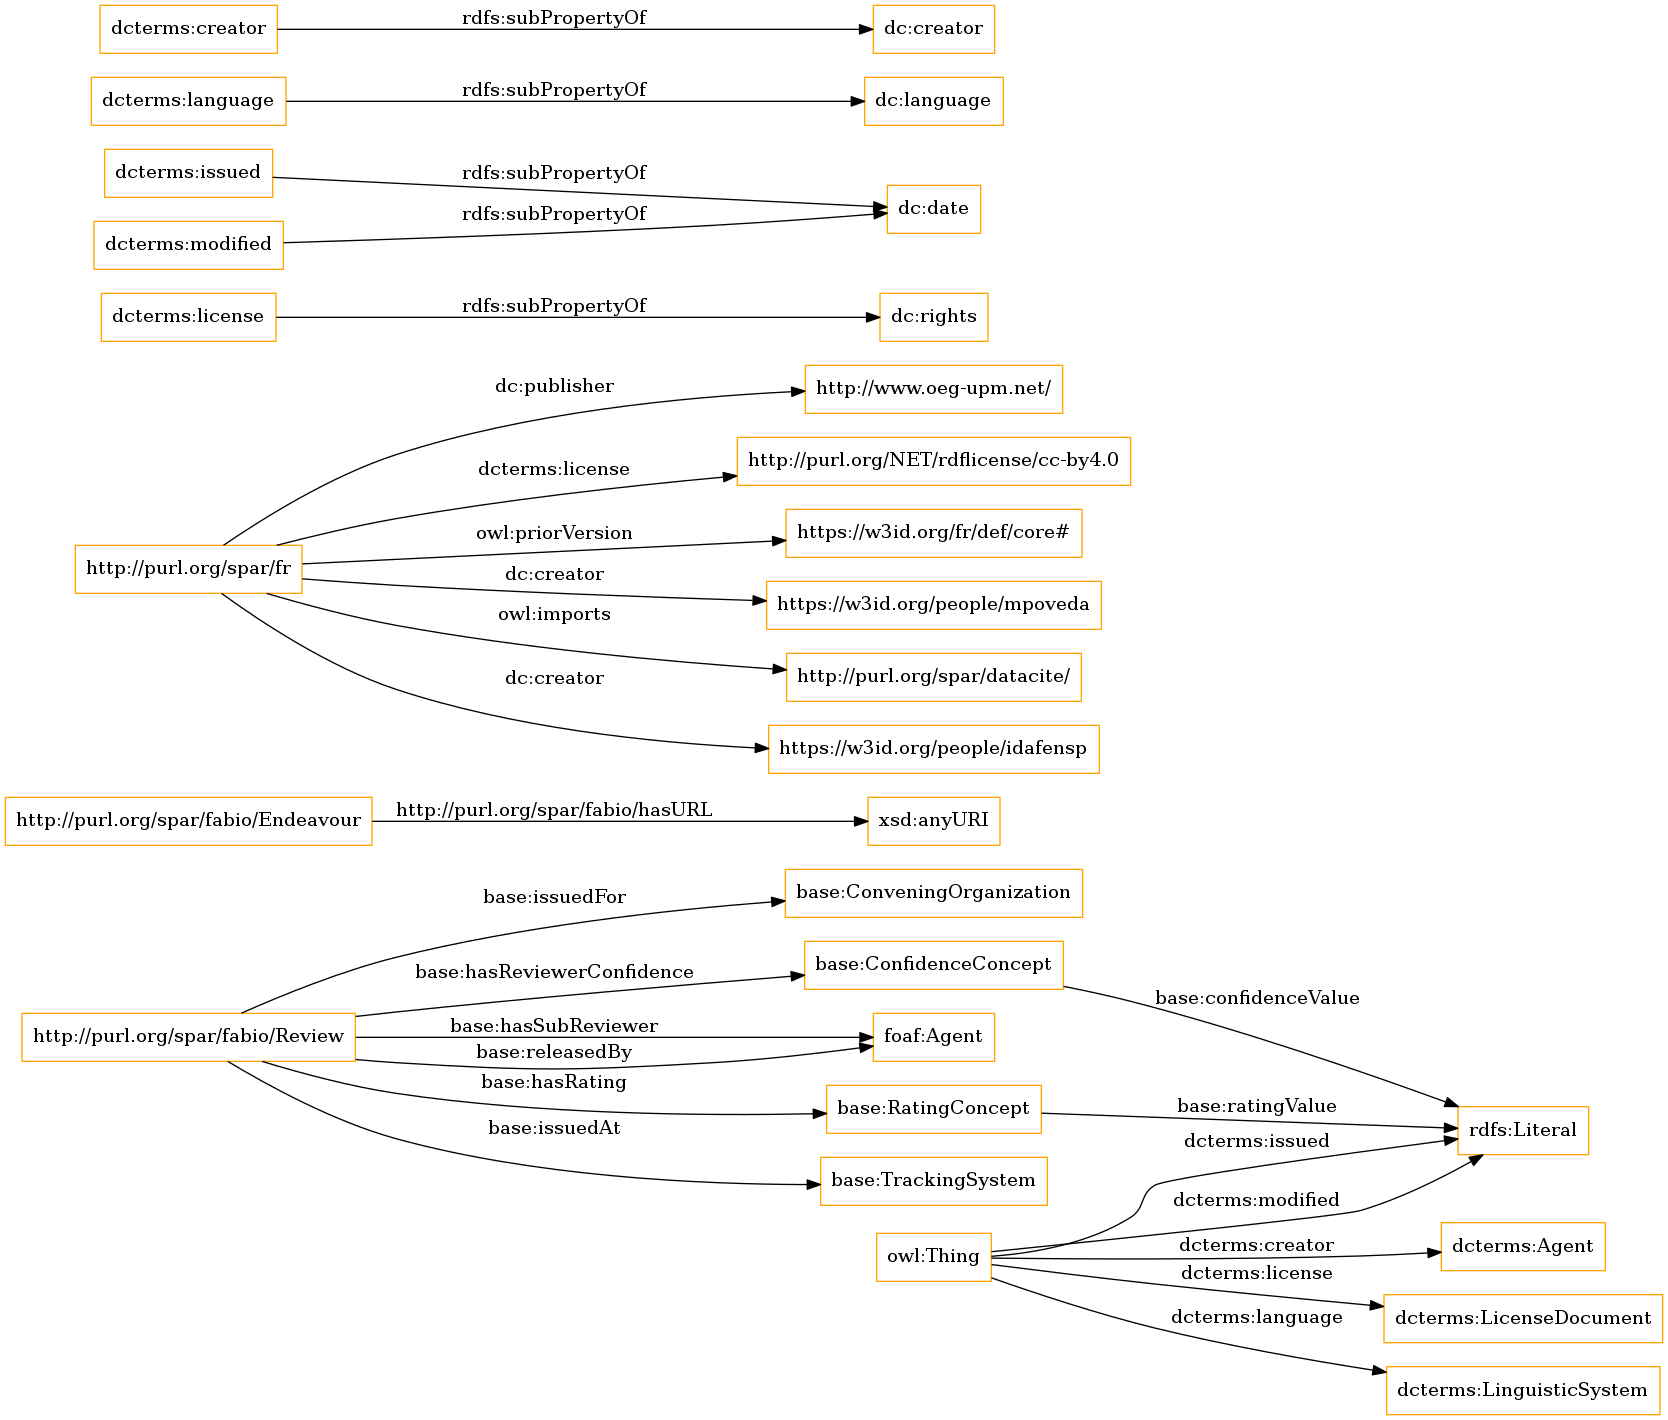 dcterms:creator
rdfs:subPropertyOf
dc:creator
dcterms:language
rdfs:subPropertyOf
dc:language
dcterms:issued
rdfs:subPropertyOf
dcterms:modified
rdfs:subPropertyOf
dc:date
dcterms:license
rdfs:subPropertyOf
dc:rights
http://purl.org/spar/fr
dc:publisher
http://www.oeg-upm.net/
dcterms:license
http://purl.org/NET/rdflicense/cc-by4.0
owl:priorVersion
https://w3id.org/fr/def/core#
dc:creator
https://w3id.org/people/mpoveda
owl:imports
http://purl.org/spar/datacite/
dc:creator
https://w3id.org/people/idafensp
http://purl.org/spar/fabio/Endeavour
http://purl.org/spar/fabio/hasURL
xsd:anyURI
http://purl.org/spar/fabio/Review
base:issuedFor
base:ConveningOrganization
base:hasReviewerConfidence
base:ConfidenceConcept
base:hasSubReviewer
base:releasedBy
foaf:Agent
base:hasRating
base:RatingConcept
base:issuedAt
base:TrackingSystem
base:confidenceValue
base:ratingValue
rdfs:Literal
owl:Thing
dcterms:issued
dcterms:modified
dcterms:creator
dcterms:Agent
dcterms:license
dcterms:LicenseDocument
dcterms:language
dcterms:LinguisticSystem